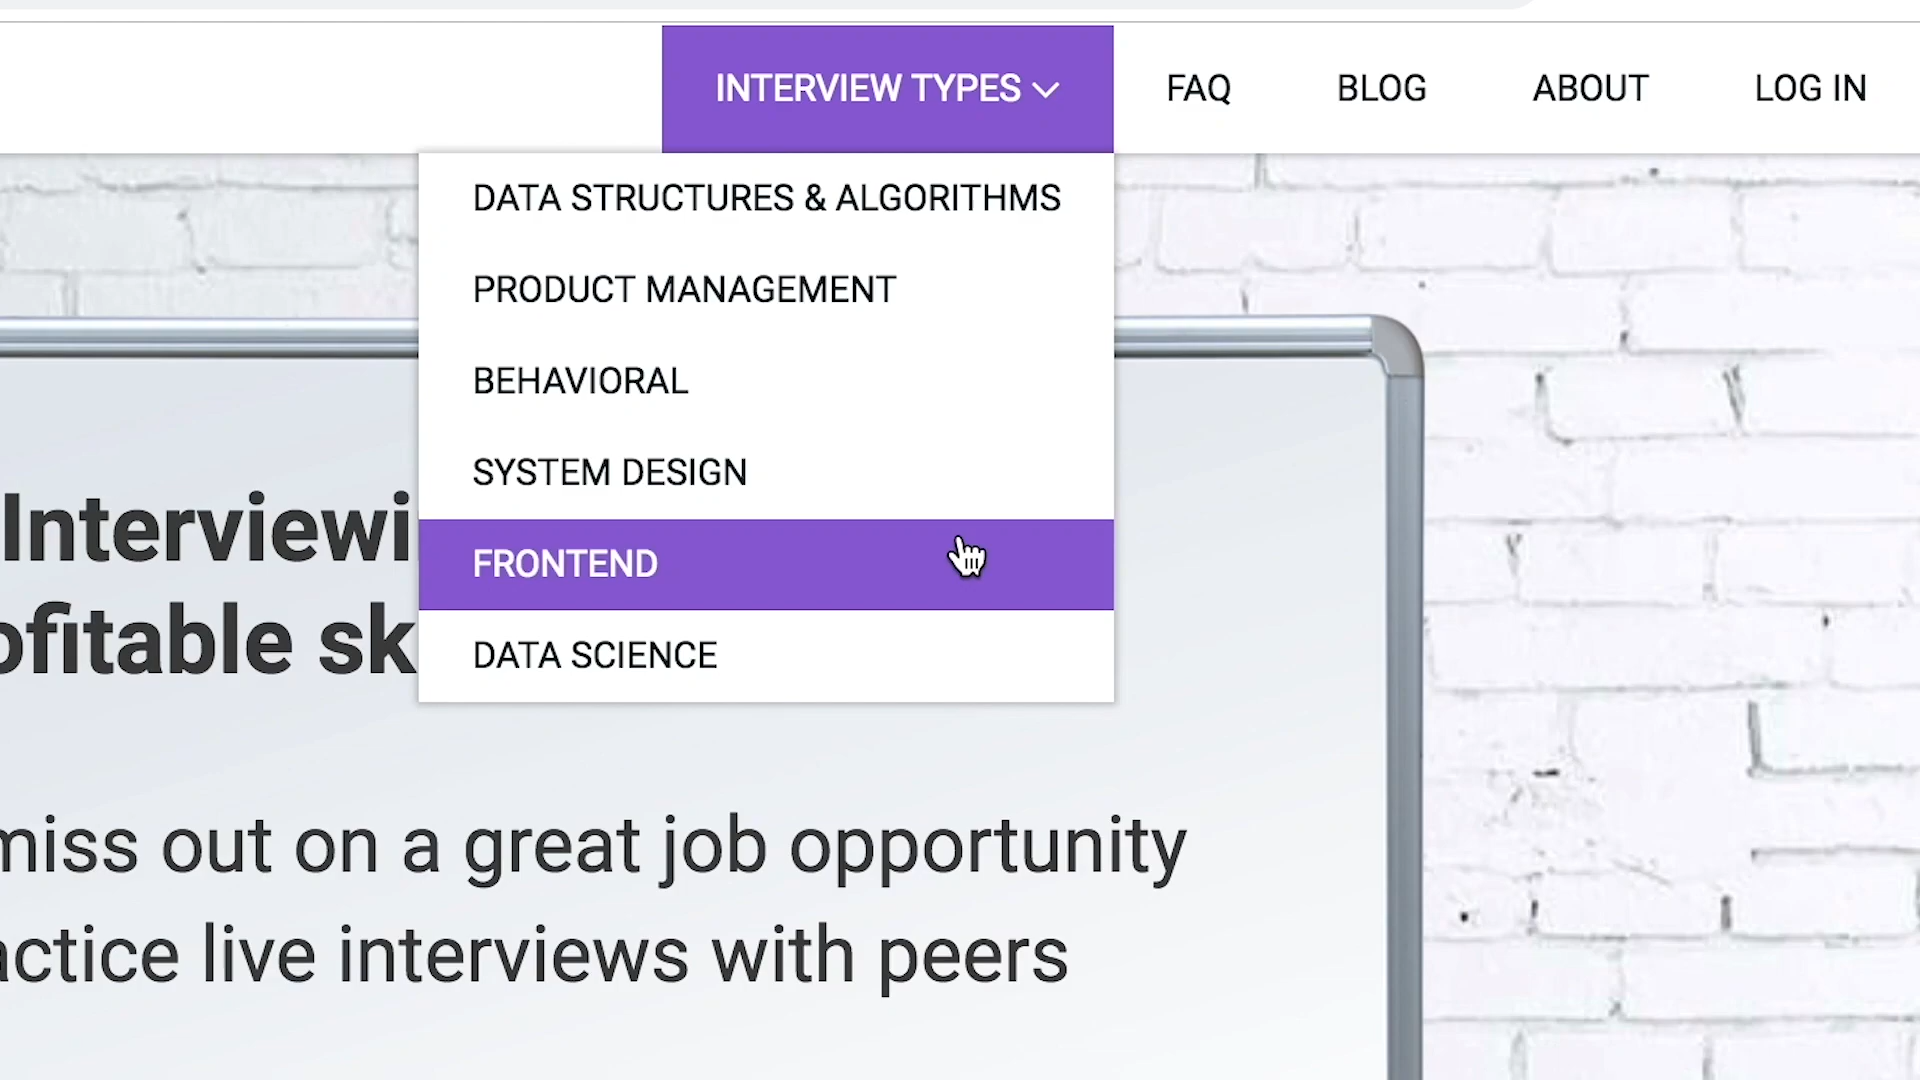 INTERVIEW TYPES FAQ BLOG ABOUT LOG IN
DATA STRUCTURES & ALGORITHMS
PRODUCT MANAGEMENT
BEHAVIORAL
SYSTEM DESIGN
FRONTEND
DATA SCIENCE
Interviewi
ofitable sk
miss out on a great job opportunity
actice live interviews with peers